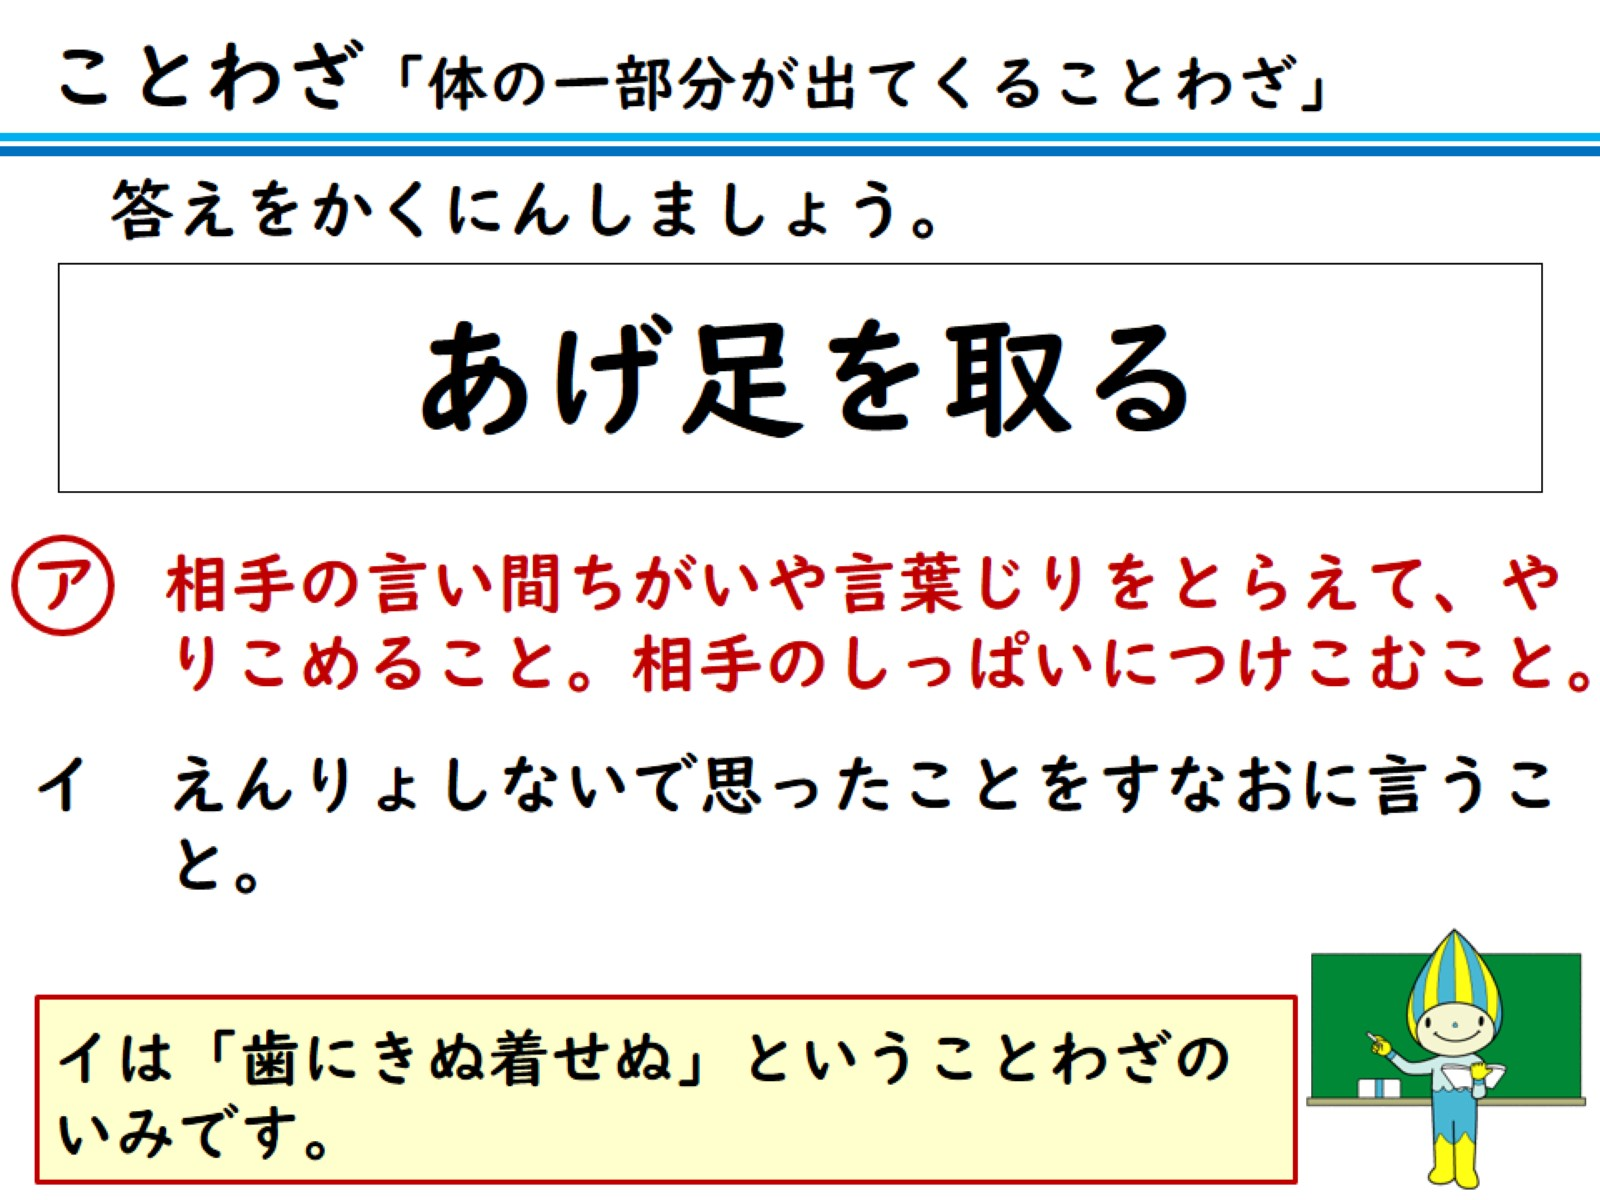 ことわざ「体の一部分が出てくることわざ」
答えをかくにんしましょう。
あげ足を取る
ア 相手の言い間ちがいや言葉じりをとらえて、や
りこめること。相手のしっぱいにつけこむこと。
イ えんりょしないで思ったことをすなおに言うこ
と。
イは「歯にきぬ着せぬ」ということわざの
いみです。